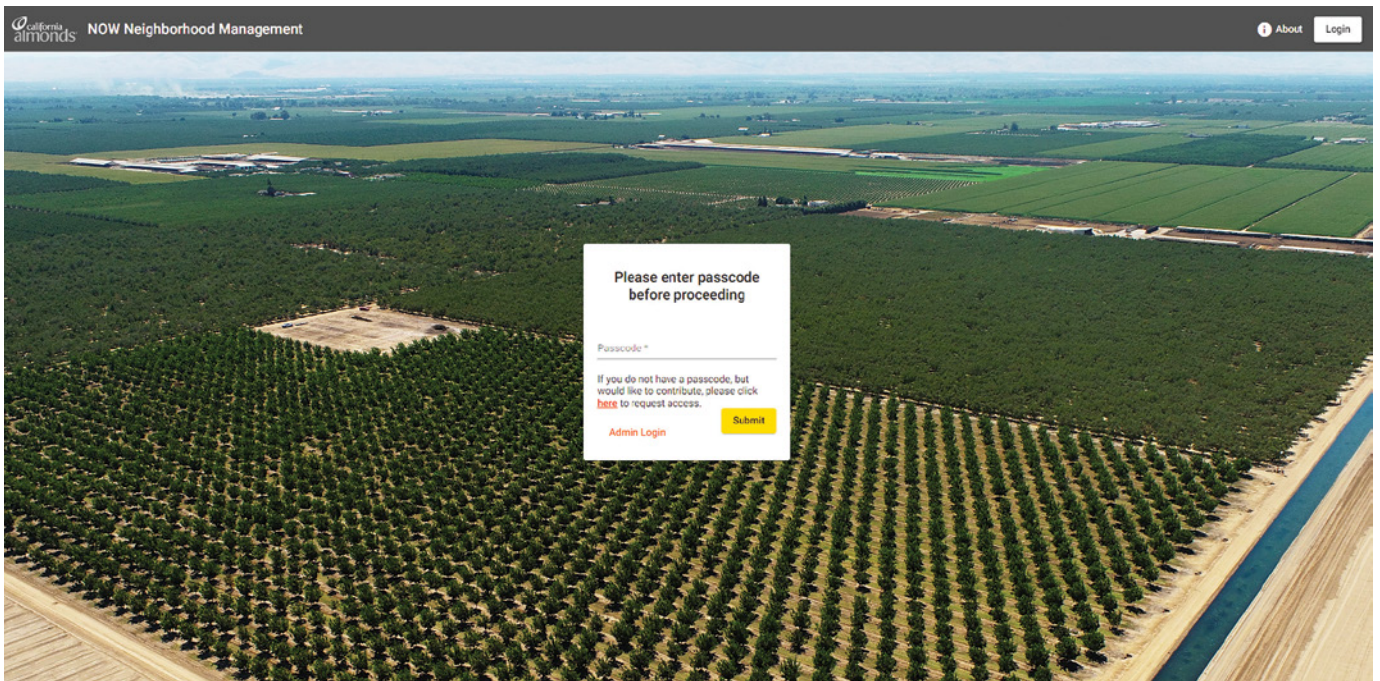 california
almonds
NOW Neighborhood Management
About
Login
Please enter passcode
before proceeding
Passcode *
If you do not have a passcode, but
would like to contribute, please click
here to request access.
Submit
Admin Login